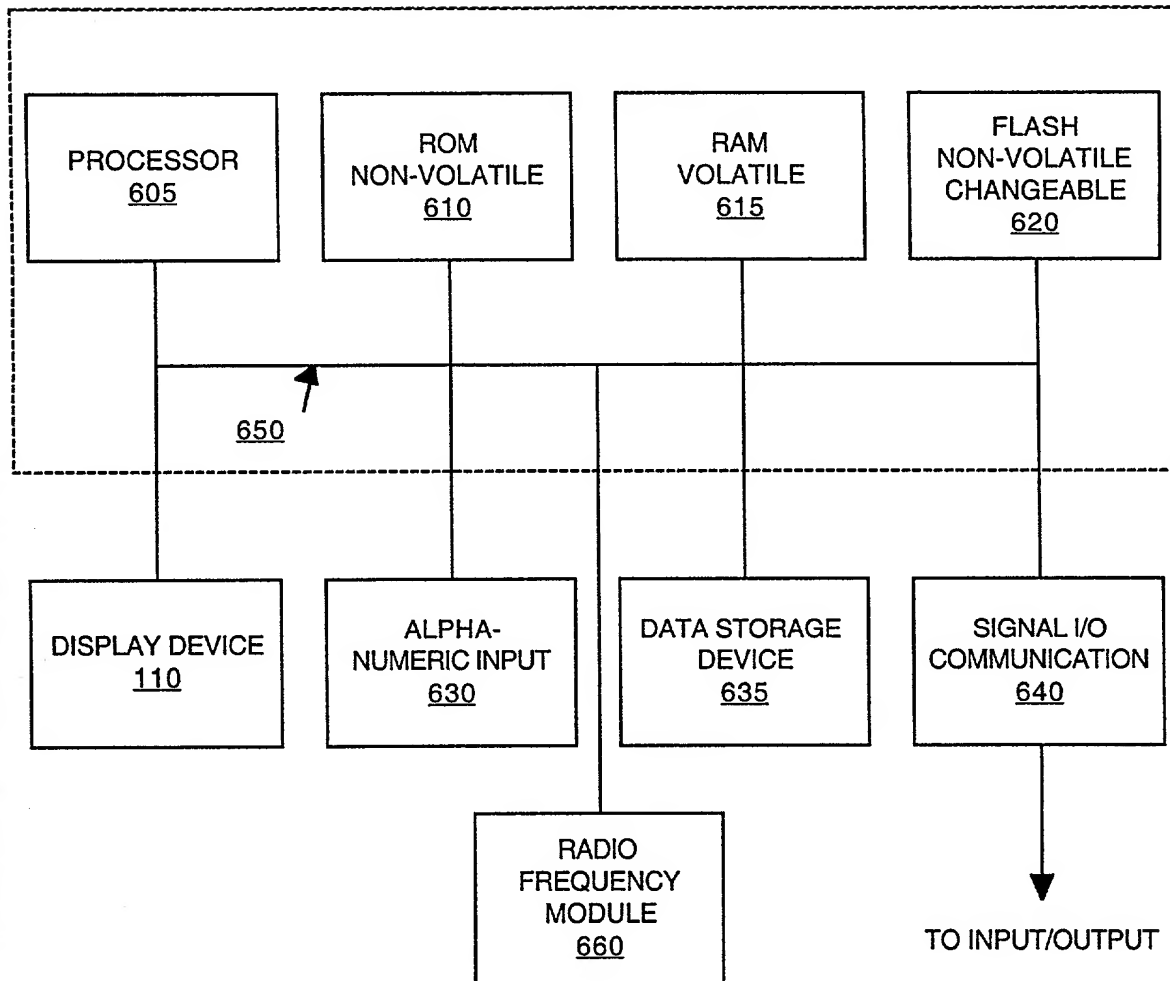 PROCESSOR
605
ROM
NON-VOLATILE
610
RAM
VOLATILE
615
FLASH
NON-VOLATILE
CHANGEABLE
620
650
DISPLAY DEVICE
110
ALPHA-
NUMERIC INPUT
630
DATA STORAGE
DEVICE
635
SIGNAL I/O
COMMUNICATION
640
RADIO
FREQUENCY
MODULE
660
TO INPUT/OUTPUT